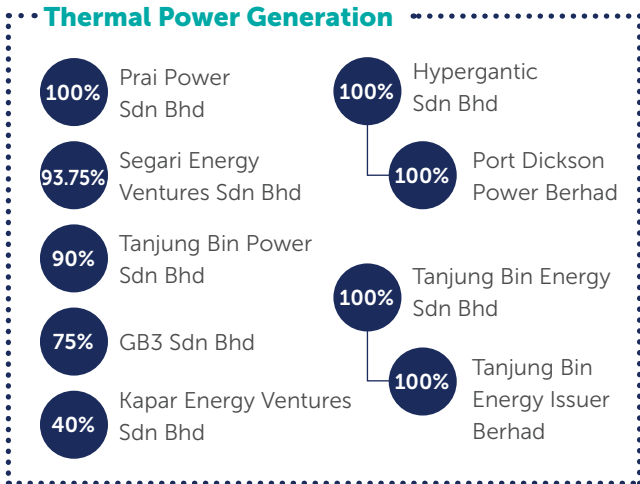 Thermal Power Generation
100%
Prai Power
Sdn Bhd
93.75%
Segari Energy
Ventures Sdn Bhd
90%
Tanjung Bin Power
Sdn Bhd
75%
GB3 Sdn Bhd
40%
Kapar Energy Ventures
Sdn Bhd
100%
Hypergantic
Sdn Bhd
100%
Port Dickson
Power Berhad
100%
Tanjung Bin Energy
Sdn Bhd
100%
Tanjung Bin
Energy Issuer
Berhad